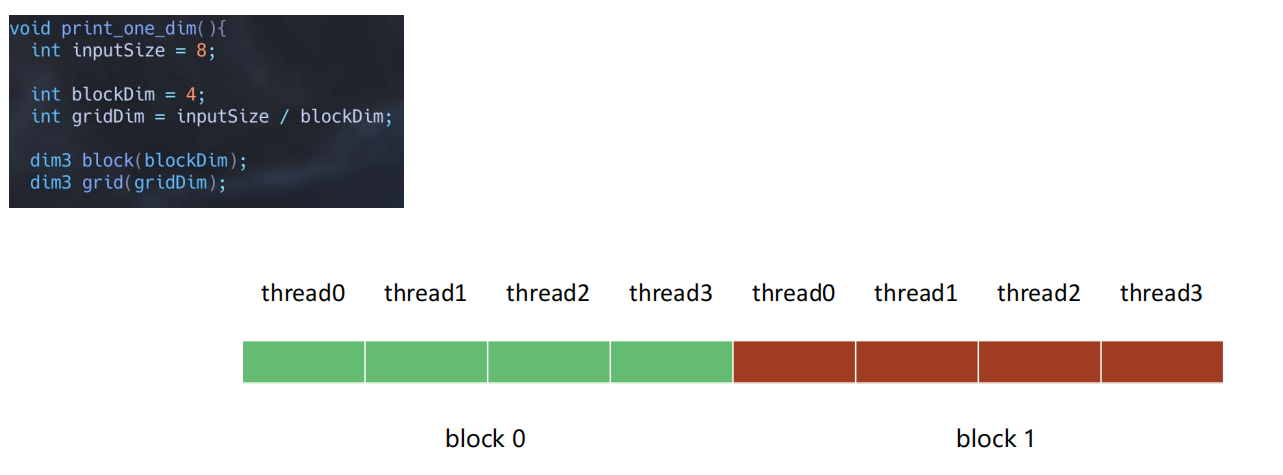 void print_one_dim(){
int inputSize = 8;
int blockDim = 4;
int gridDim = inputSize / blockDim;
dim3 block(blockDim);
dim3 grid(gridDim);
thread0 thread1 thread2 thread3 thread0 thread1 thread2 thread3
block 0 block 1